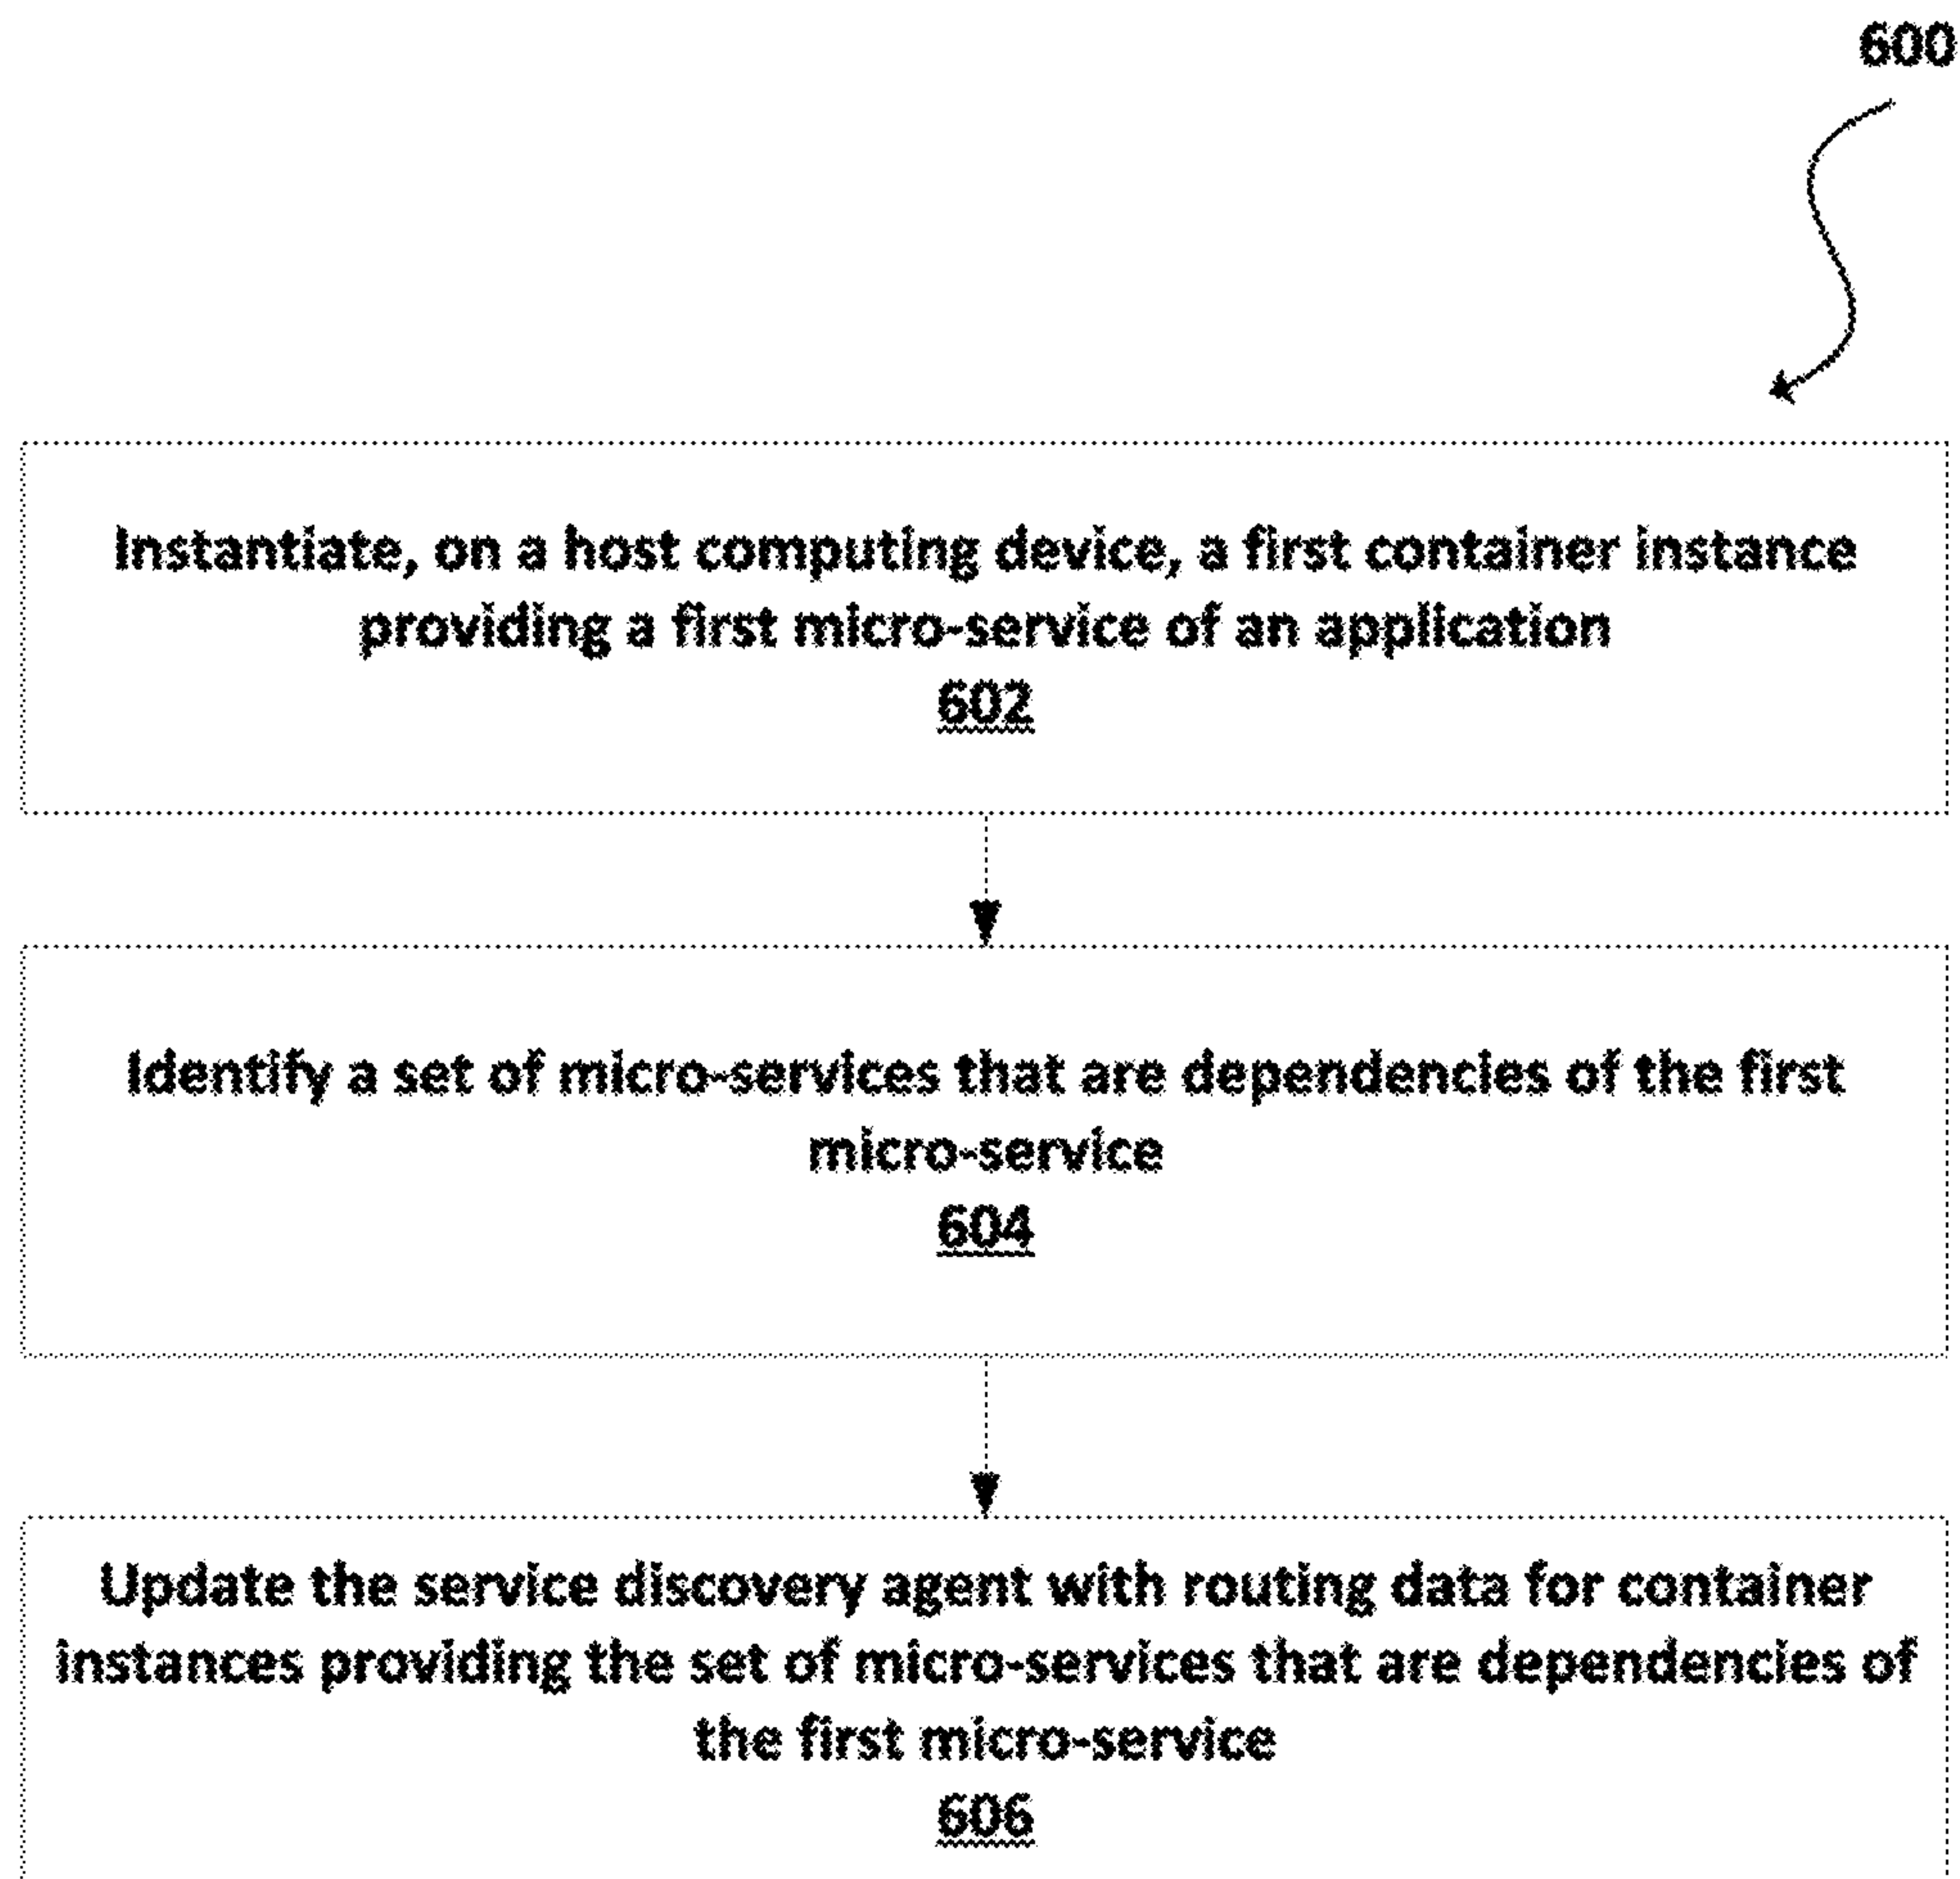 600
Instantiate, on a host computing device, a first container instance
providing a first micro-service of an application
602
Identify a set of micro-services that are dependencies of the first
micro-service
604
Update the service discovery agent with routing data for container
instances providing the set of micro-services that are dependencies of
the first micro-service
606